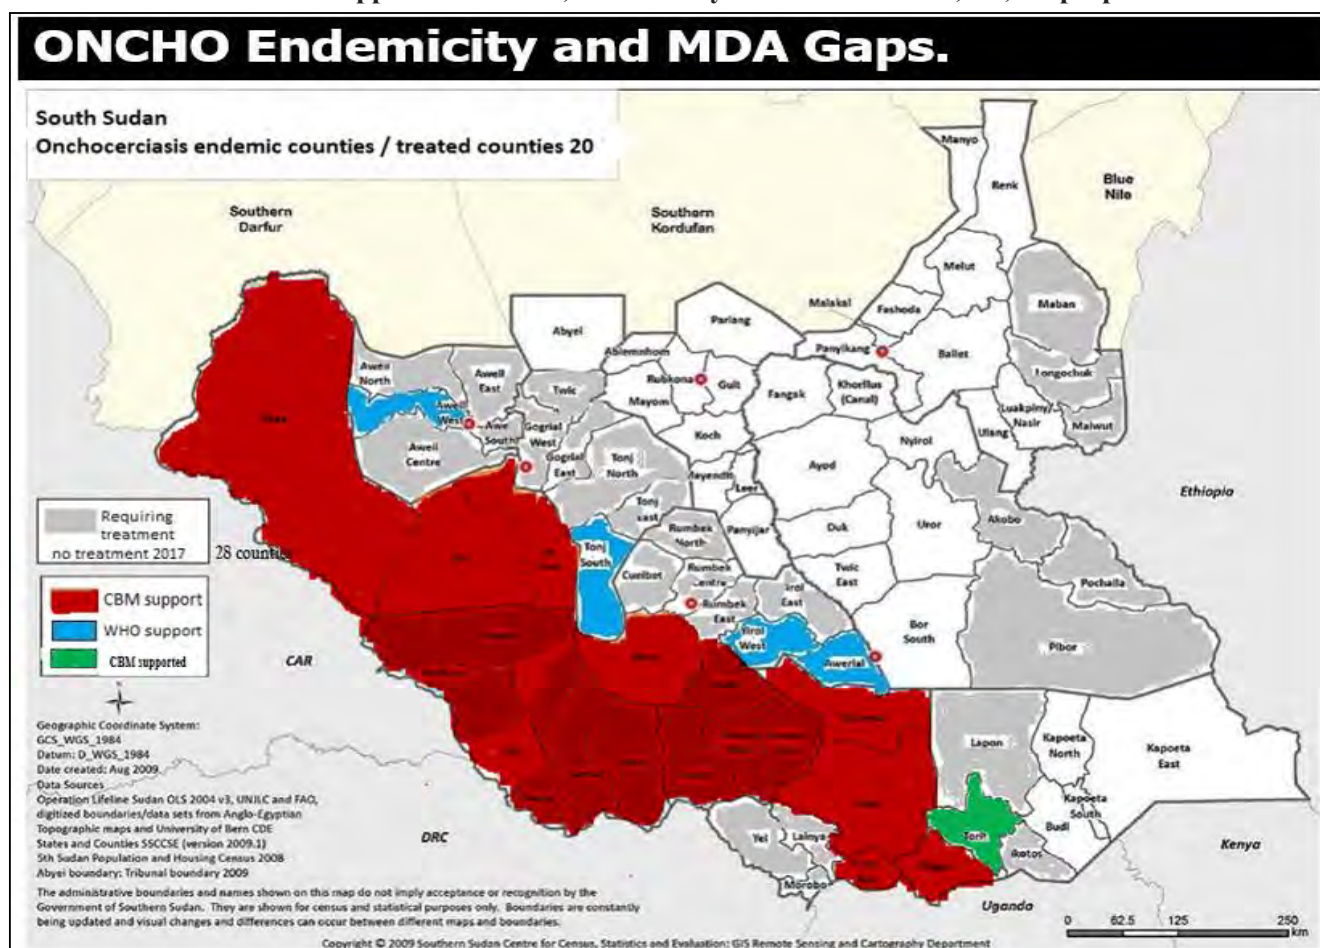 ONCHO Endemicity and MDA Gaps.
South Sudan
Onchocerciasis endemic counties / treated counties 20
Manyo
Renk
Blue
Nile
Southern
Darfur
Southern
Kordufan
Melut
Maban
Malakal
Fashoda
Abyei
Pariang
Panyikang
Ballet
Abiemnhom
Aweil
North
Aweil
East
Twic
Rubkona
Guit
Mayom
Fangak
Khorflus
(Canal)
Longochuk
Luakpiny/
Nasir
Maiwut
Ulang
Aweil
West
Awe
South
Gogrial
West
Gogrial
East
Aweil
Centre
Tonj
North
Koch
Nyirol
Mayendit
Leer
Ayod
Ethiopia
Tonj
East
Rumbek
North
Panyijar
Duk
Uror
Akobo
Requiring
treatment
no treatment 2017
28 counties
Tonj
South
Cueibet
Rumbek
Centre
Rumbek
East
Yirol
East
Twic
East
Pochalla
CBM support
WHO support
CBM supported
Yirol
West
Awerial
Bor
South
Pibor
CAR
N
Geographic Coordinate System:
GCS_WGS_1984
Datum: D_WGS_1984
Date created: Aug 2009
Data Sources
Operation Lifeline Sudan OLS 2004 v3, UNJLC and FAO,
digitized boundaries/data sets from Anglo-Egyptian
Topographic maps and University of Bern CDE
States and Counties SSCCSE (version 2009.1)
5th Sudan Population and Housing Census 2008
Abyei boundary: Tribunal boundary 2009
Lapon
Kapoeta
North
Kapoeta
East
Kapoeta
South
Budi
Torit
Ikotos
DRC
Yei
Lainya
Morobo
Kenya
Uganda
The administrative boundaries and names shown on this map do not imply acceptance or recognition by the
Government of Southern Sudan. They are shown for census and statistical purposes only. Boundaries are constantly
being updated and visual changes and differences can occur between different maps and boundaries.
0 62.5 125 250
km
Copyright © 2009 Southern Sudan Centre for Census, Statistics and Evaluation: GIS Remote Sensing and Cartography Department